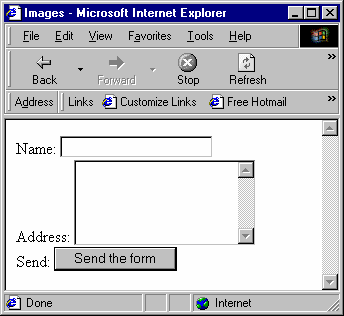 Images - Microsoft Internet Explorer
File Edit View Favorites Tools Help
Back Forward Stop Refresh »
Address Links Customize Links Free Hotmail »
Name:
Address:
Send: Send the form
Done Internet